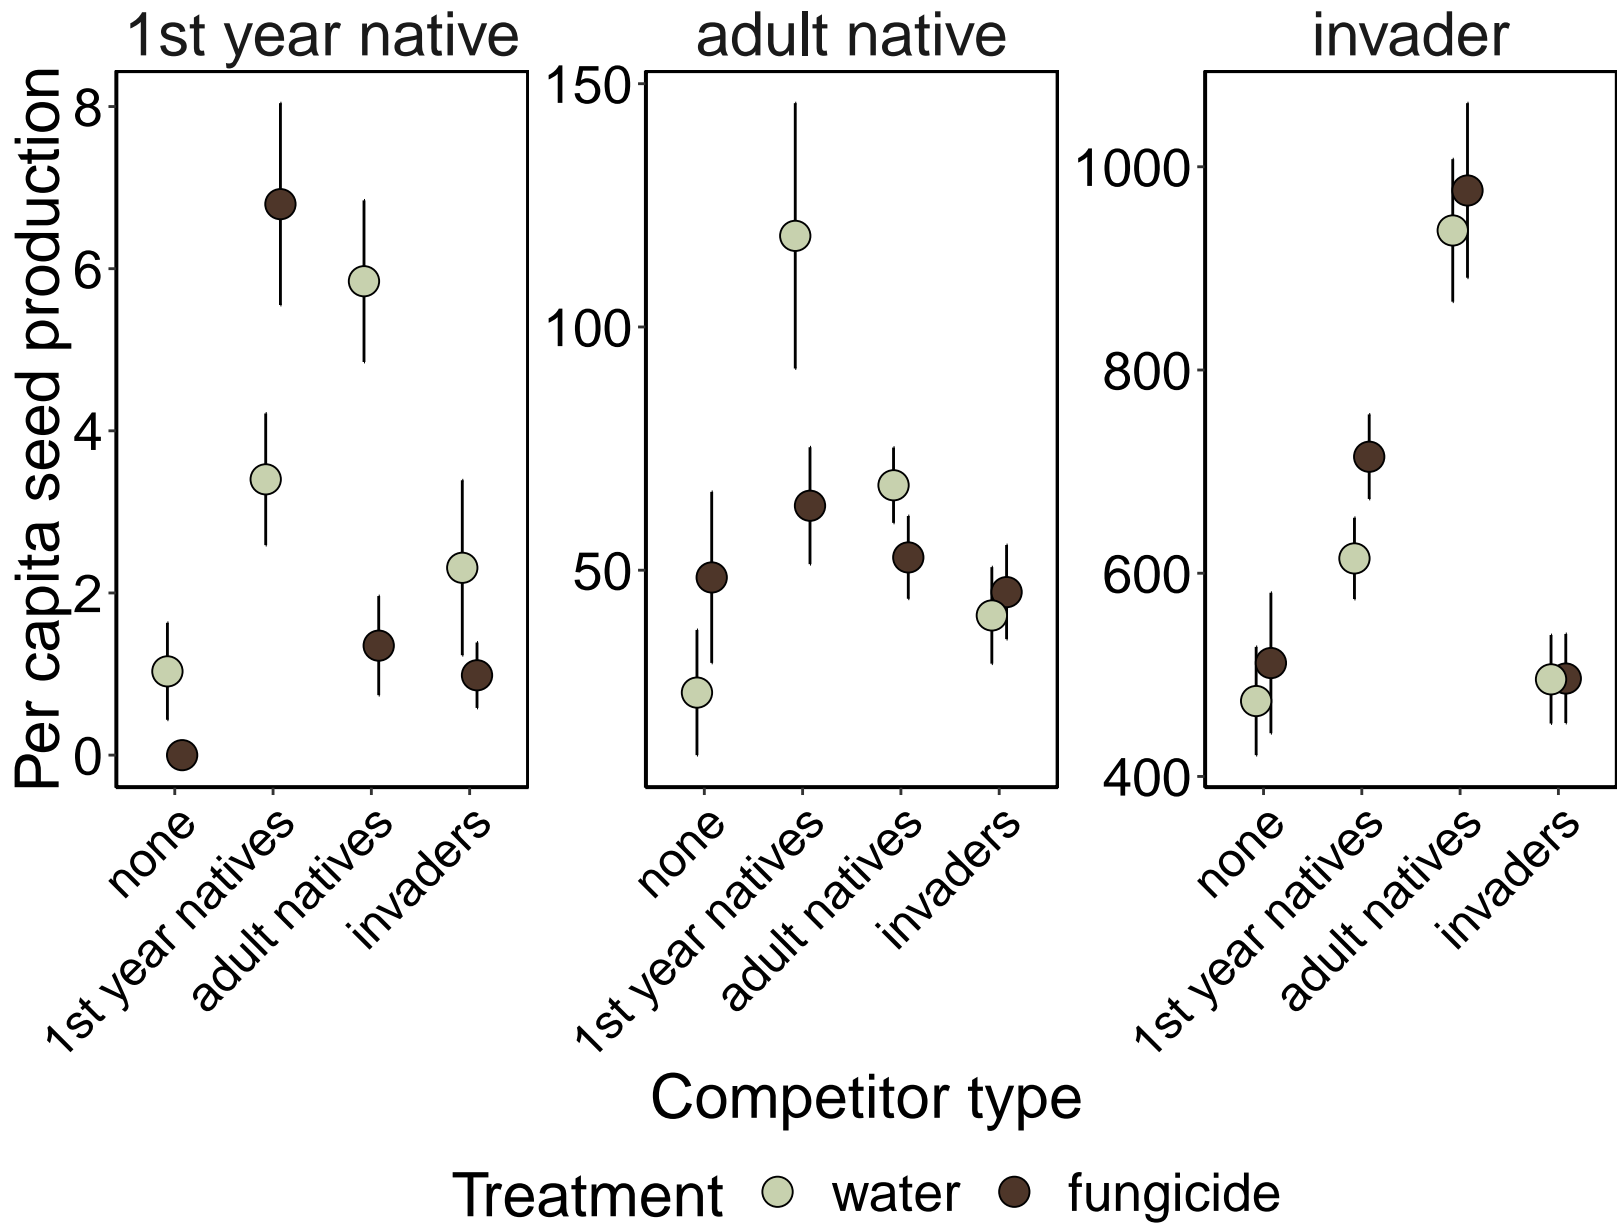 1st year native
adult native
invader
Per capita seed production
8
6
4
2
0
150
100
50
1000
800
600
400
none
1st year natives
adult natives
invaders
none
1st year natives
adult natives
invaders
none
1st year natives
adult natives
invaders
Competitor type
Treatment water fungicide